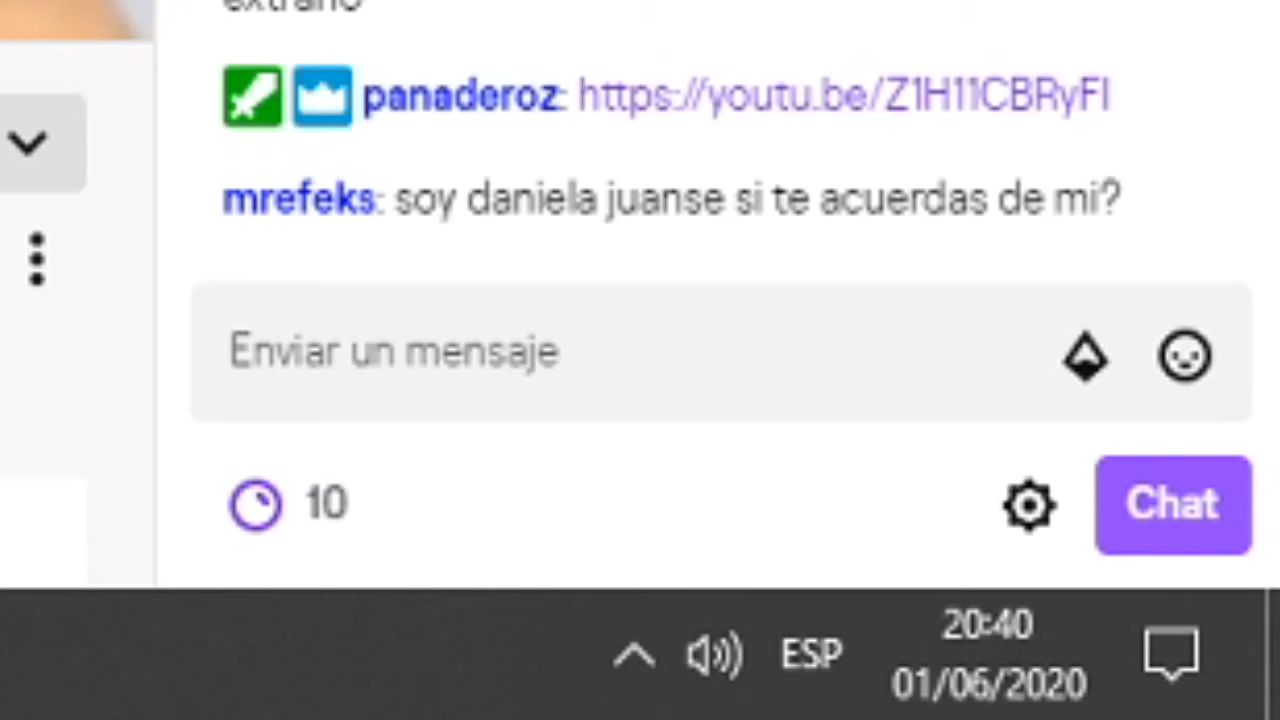 extraño
panaderoz: https://youtu.be/Z1H11CBRyFI
mrefeks: soy daniela juanse si te acuerdas de mi?
Enviar un mensaje
10
Chat
ESP
20:40
01/06/2020